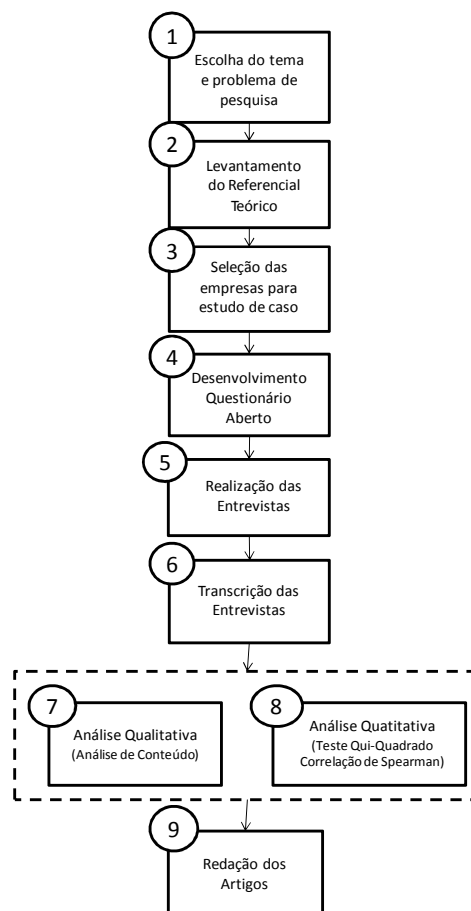 1
Escolha do tema
e problema de
pesquisa
2
Levantamento
do Referencial
Teórico
3
Seleção das
empresas para
estudo de caso
4
Desenvolvimento
Questionário
Aberto
5
Realização das
Entrevistas
6
Transcrição das
Entrevistas
7
Análise Qualitativa
(Análise de Conteúdo)
8
Análise Quatitativa
(Teste Qui-Quadrado
Correlação de Spearman)
9
Redação dos
Artigos